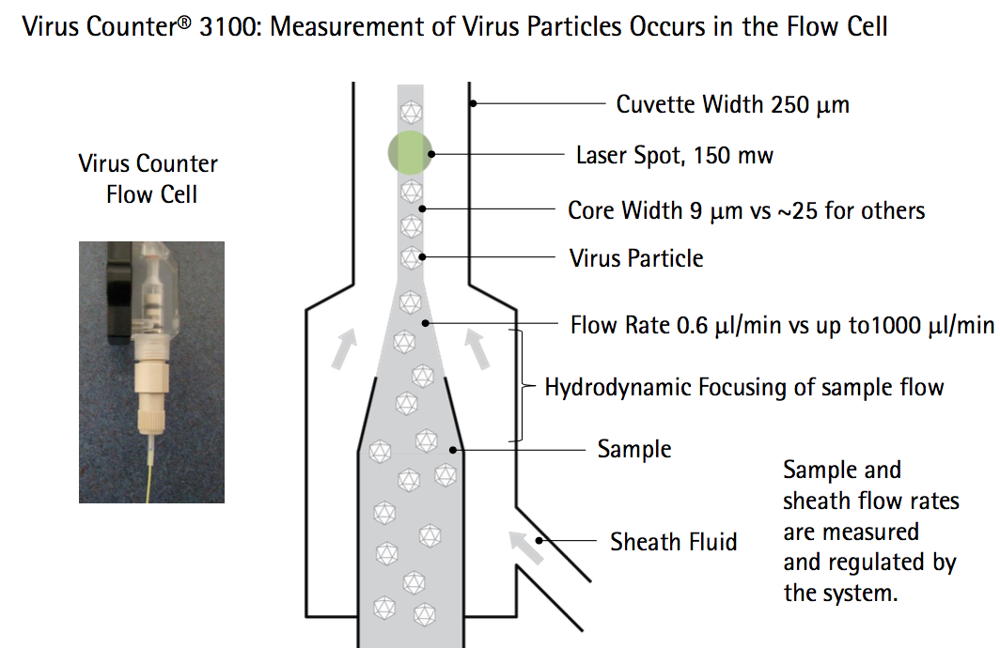 Virus Counter® 3100: Measurement of Virus Particles Occurs in the Flow Cell
Cuvette Width 250 µm
Laser Spot, 150 mw
Virus Counter
Flow Cell
Core Width 9 µm vs ~25 for others
Virus Particle
Flow Rate 0.6 µl/min vs up to1000 µl/min
Hydrodynamic Focusing of sample flow
Sample
Sample and
sheath flow rates
are measured
and regulated by
the system.
Sheath Fluid